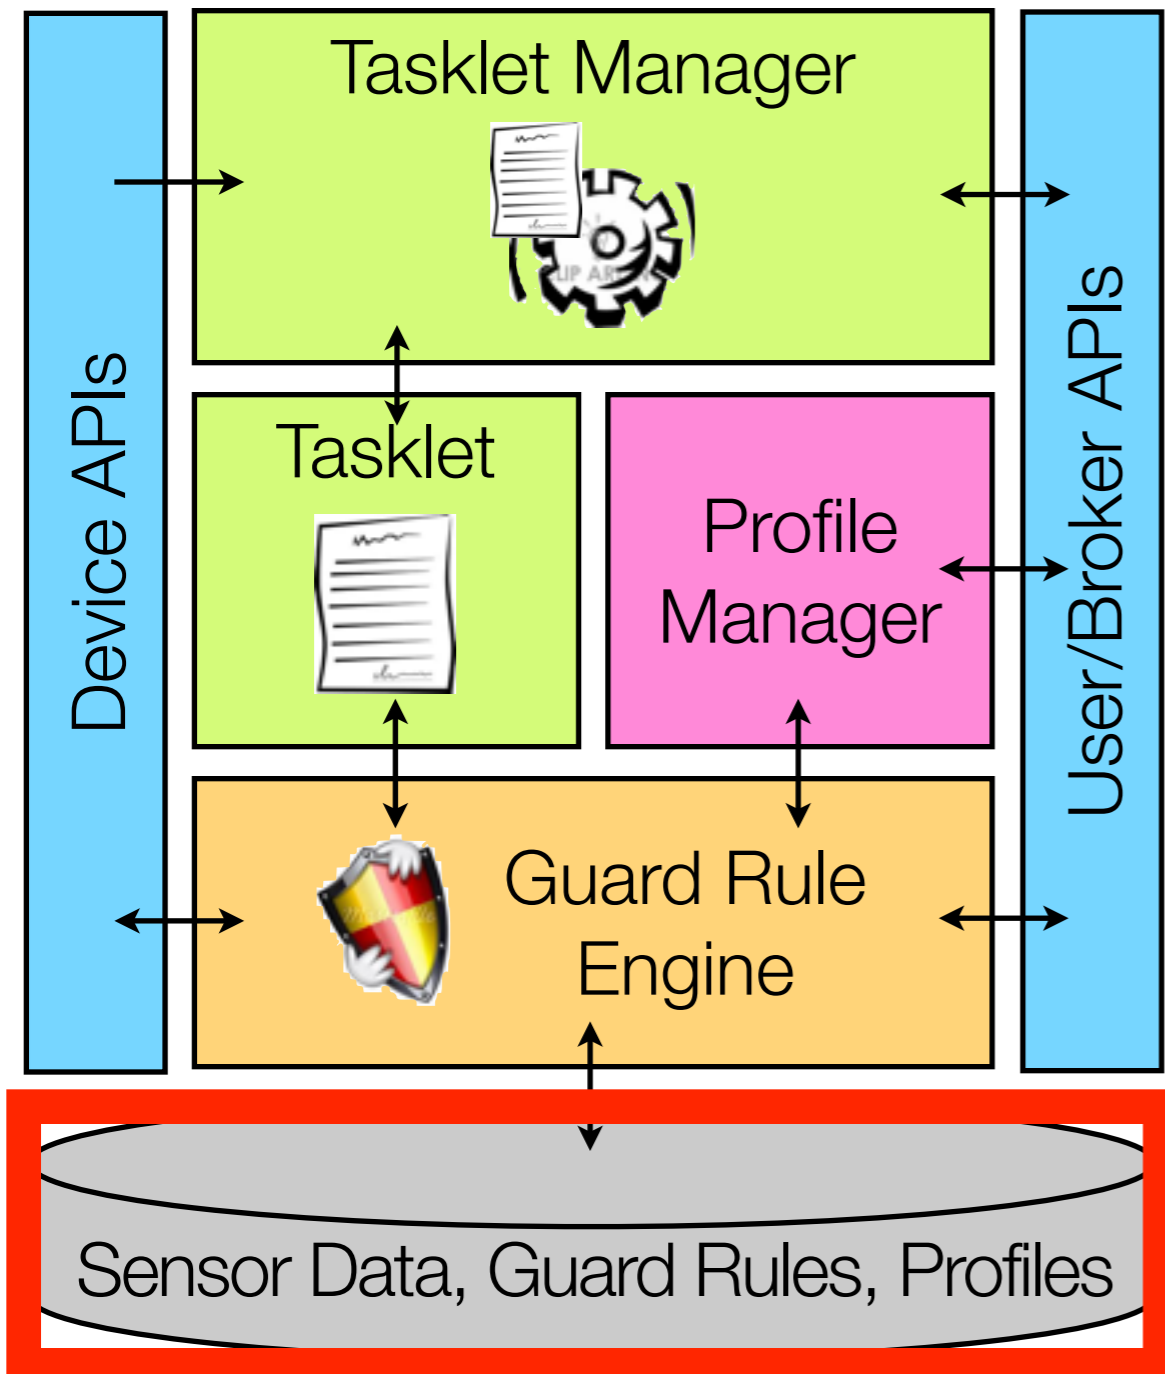 Tasklet Manager
Device APIs
User/Broker APIs
Tasklet
Profile
Manager
Guard Rule
Engine
Sensor Data, Guard Rules, Profiles